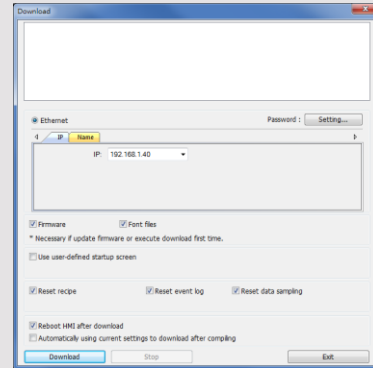 Download
Ethernet
Password : Setting...
IP Name
IP: 192.168.1.40
Firmware Font files
* Necessary if update firmware or execute download first time.
Use user-defined startup screen
Reset recipe Reset event log Reset data sampling
Reboot HMI after download
Automatically using current settings to download after compiling
Download Stop Exit